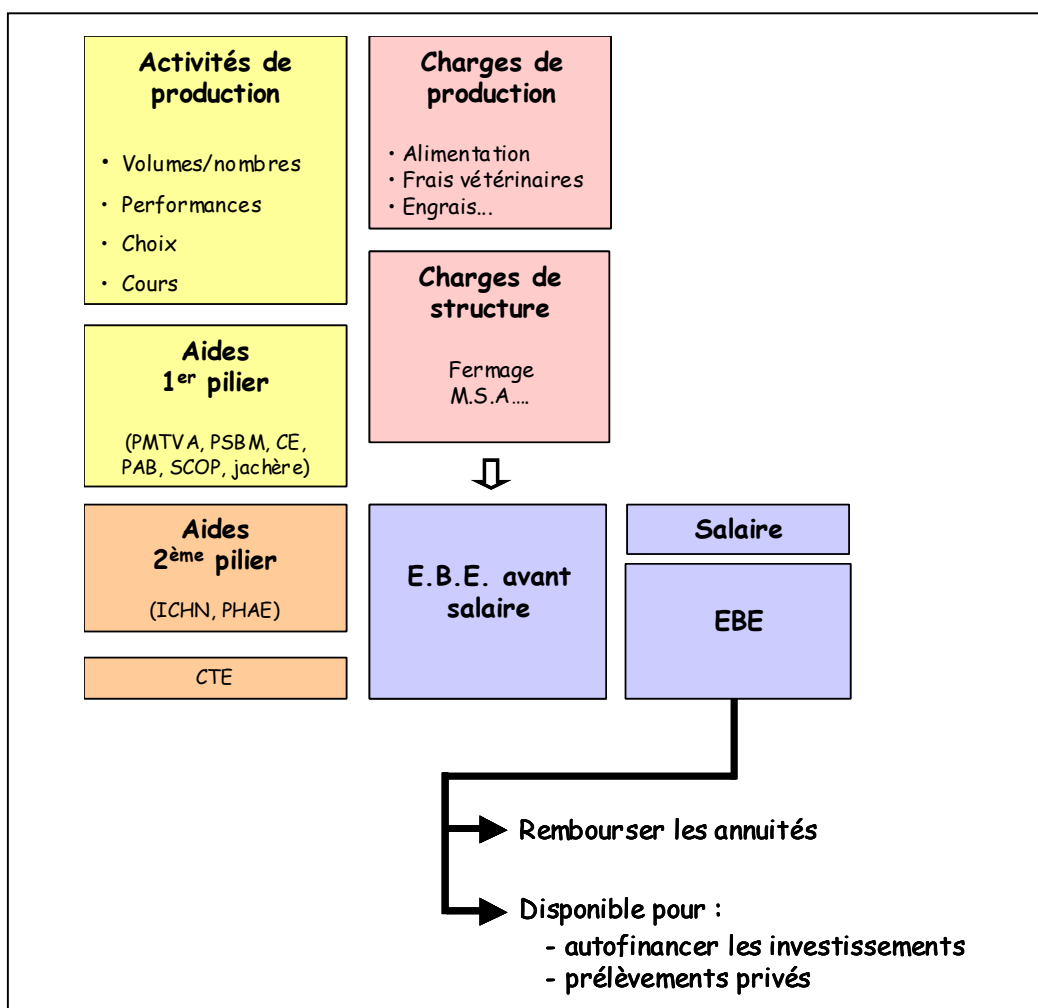 Activités de
production
• Volumes/nombres
• Performances
• Choix
• Cours
Aides
1er pilier
(PMTVA, PSBM, CE,
PAB, SCOP, jachère)
Aides
2ème pilier
(ICHN, PHAE)
CTE
Charges de
production
• Alimentation
• Frais vétérinaires
• Engrais...
Charges de
structure
Fermage
M.S.A....
E.B.E. avant
salaire
Salaire
EBE
Rembourser les annuités
Disponible pour :
- autofinancer les investissements
- prélèvements privés